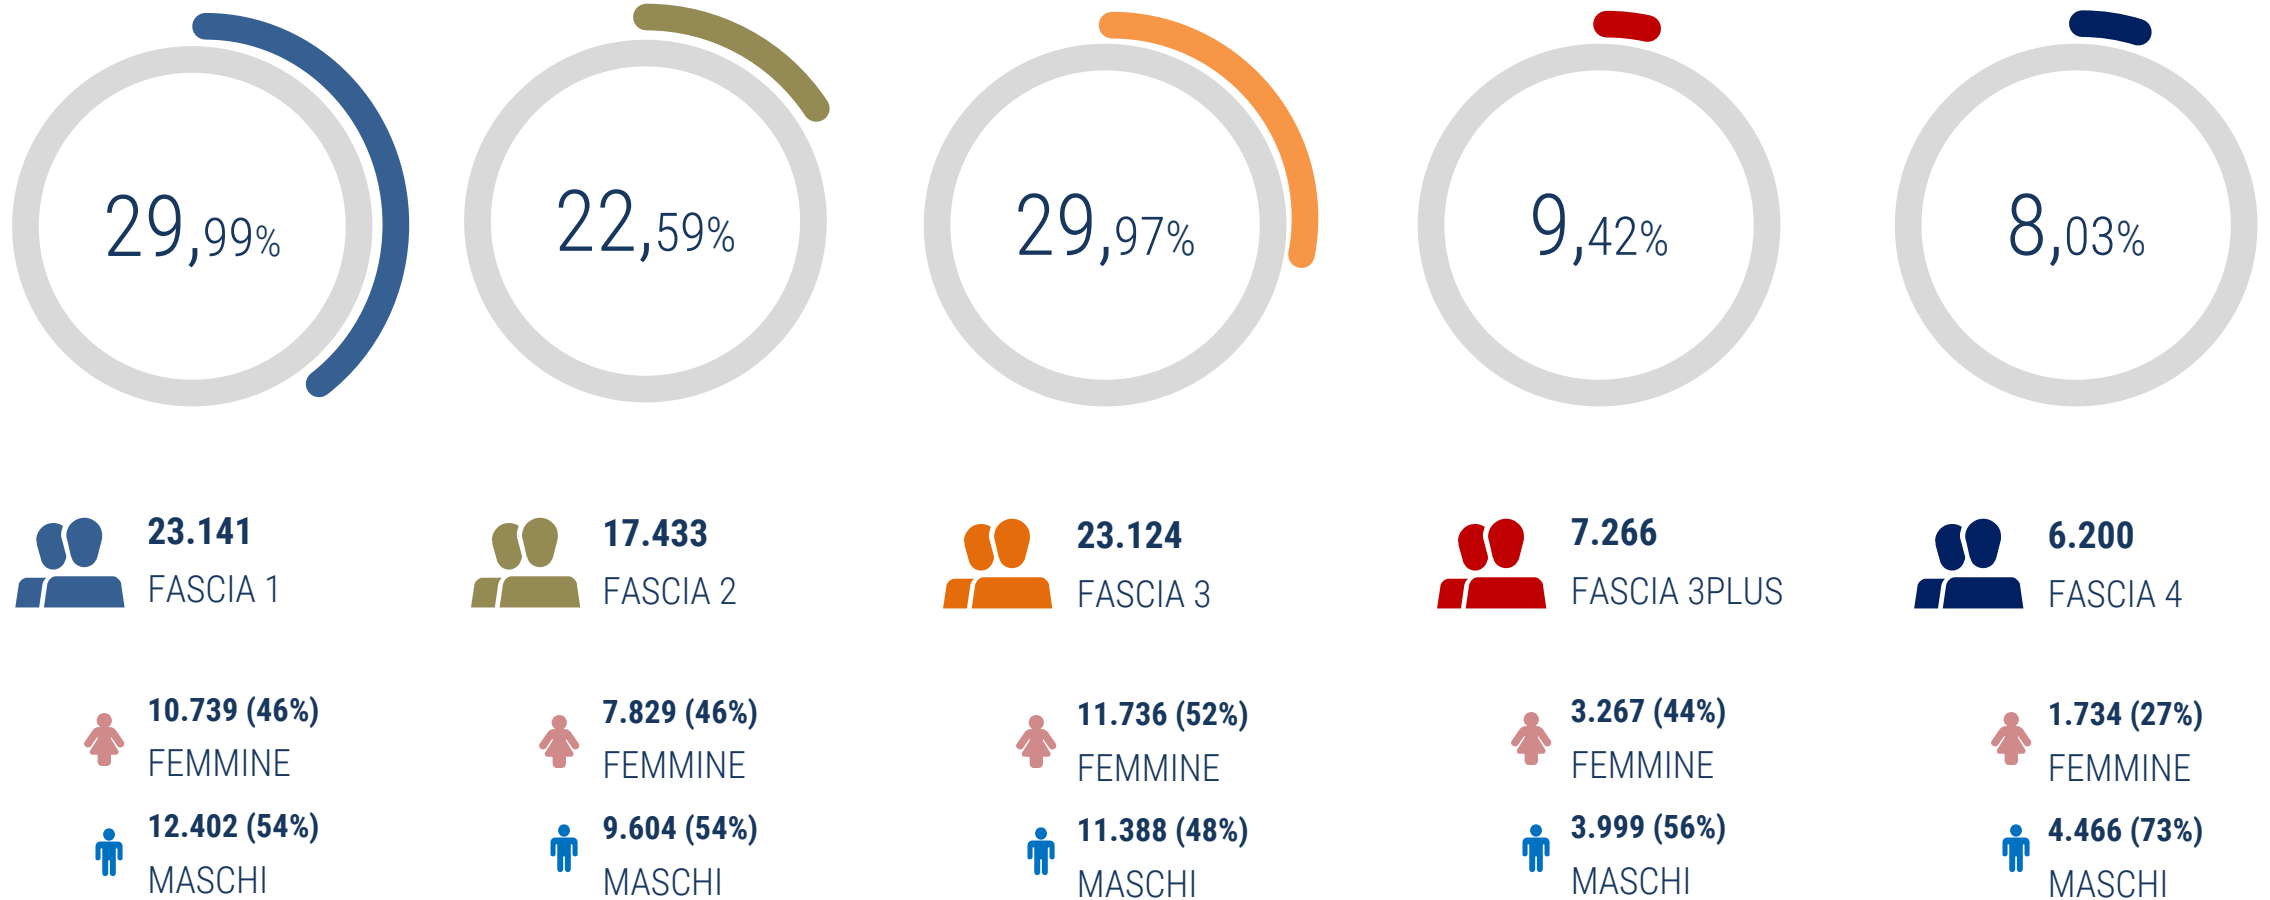 29,99%
22,59%
29,97%
9,42%
8,03%
23.141
FASCIA 1
17.433
FASCIA 2
23.124
FASCIA 3
7.266
FASCIA 3PLUS
6.200
FASCIA 4
10.739 (46%)
FEMMINE
12.402 (54%)
MASCHI
7.829 (46%)
FEMMINE
9.604 (54%)
MASCHI
11.736 (52%)
FEMMINE
11.388 (48%)
MASCHI
3.267 (44%)
FEMMINE
3.999 (56%)
MASCHI
1.734 (27%)
FEMMINE
4.466 (73%)
MASCHI